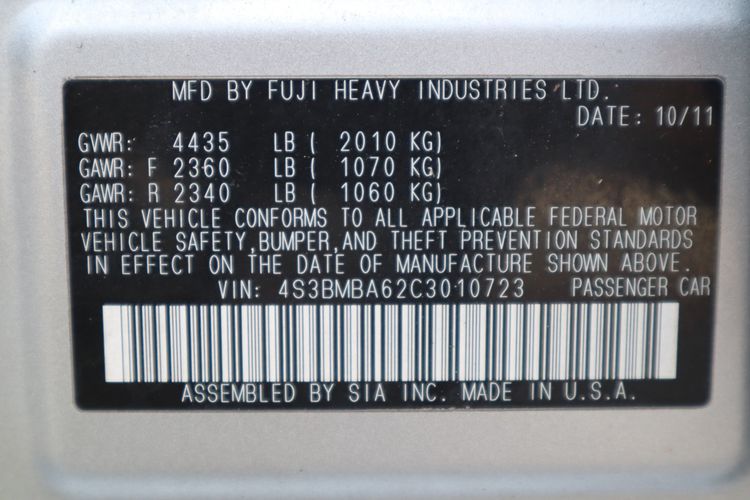 MFD BY FUJI HEAVY INDUSTRIES LTD.
DATE: 10/11
GVWR: 4435 LB ( 2010 KG)
GAWR: F 2360 LB ( 1070 KG)
GAWR: R 2340 LB ( 1060 KG)
THIS VEHICLE CONFORMS TO ALL APPLICABLE FEDERAL MOTOR
VEHICLE SAFETY,BUMPER,AND THEFT PREVENTION STANDARDS
IN EFFECT ON THE DATE OF MANUFACTURE SHOWN ABOVE.
VIN: 4S3BMBA62C3010723 PASSENGER CAR
ASSEMBLED BY SIA INC. MADE IN U.S.A.